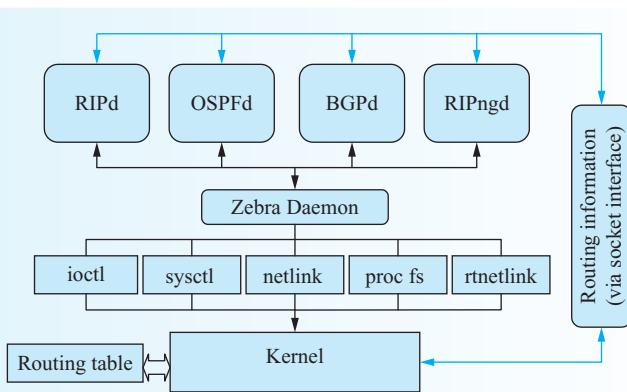 RIPd
OSPFd
BGPd
RIPngd
Zebra Daemon
ioctl
sysctl
netlink
proc fs
rtnetlink
Routing table
Kernel
Routing information
(via socket interface)